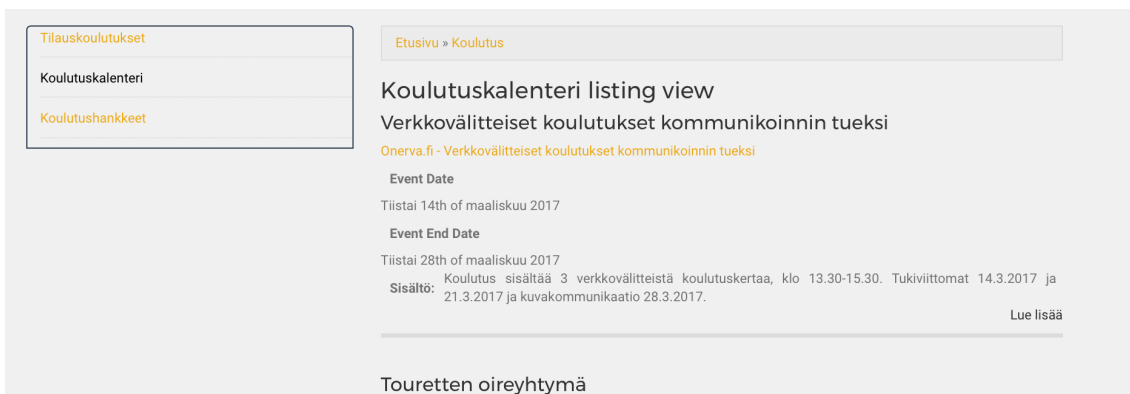 Tilauskoulutukset
Koulutuskalenteri
Koulutushankkeet
Etusivu » Koulutus
Koulutuskalenteri listing view
Verkkovälitteiset koulutukset kommunikoinnin tueksi
Onerva.fi - Verkkovälitteiset koulutukset kommunikoinnin tueksi
Event Date
Tiistai 14th of maaliskuu 2017
Event End Date
Tiistai 28th of maaliskuu 2017
Sisältö: Koulutus sisältää 3 verkkovälitteistä koulutuskertaa, klo 13.30-15.30. Tukiviittomat 14.3.2017 ja
21.3.2017 ja kuvakommunikaatio 28.3.2017.
Lue lisää
Touretten oireyhtymä